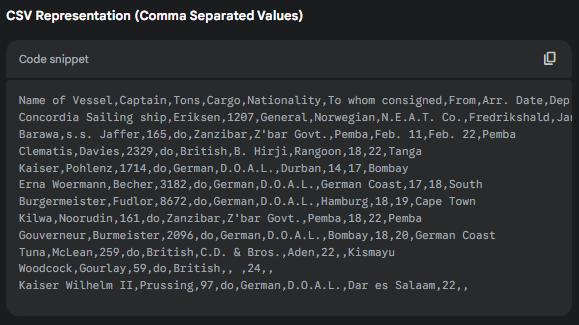 CSV Representation (Comma Separated Values)
Code snippet
Name of Vessel,Captain,Tons,Cargo,Nationality,To whom consigned,From,Arr. Date,Dep
Concordia Sailing ship,Eriksen,1207,General,Norwegian,N.E.A.T. Co.,Fredrikshald,Jan
Barawa,s.s. Jaffer,165,do,Zanzibar,Z'bar Govt.,Pemba,Feb. 11,Feb. 22,Pemba
Clematis,Davies,2329,do,British,B. Hirji,Rangoon,18,22,Tanga
Kaiser,Pohlenz,1714,do,German,D.O.A.L.,Durban,14,17,Bombay
Erna Woermann,Becher,3182,do,German,D.O.A.L.,German Coast,17,18,South
Burgermeister,Fudlor,8672,do,German,D.O.A.L.,Hamburg,18,19,Cape Town
Kilwa,Noorudin,161,do,Zanzibar,Z'bar Govt.,Pemba,18,22,Pemba
Gouverneur,Burmeister,2096,do,German,D.O.A.L.,Bombay,18,20,German Coast
Tuna,McLean,259,do,British,C.D. & Bros.,Aden,22,,Kismayu
Woodcock,Gourlay,59,do,British,, ,24,,
Kaiser Wilhelm II,Prussing,97,do,German,D.O.A.L.,Dar es Salaam,22,,